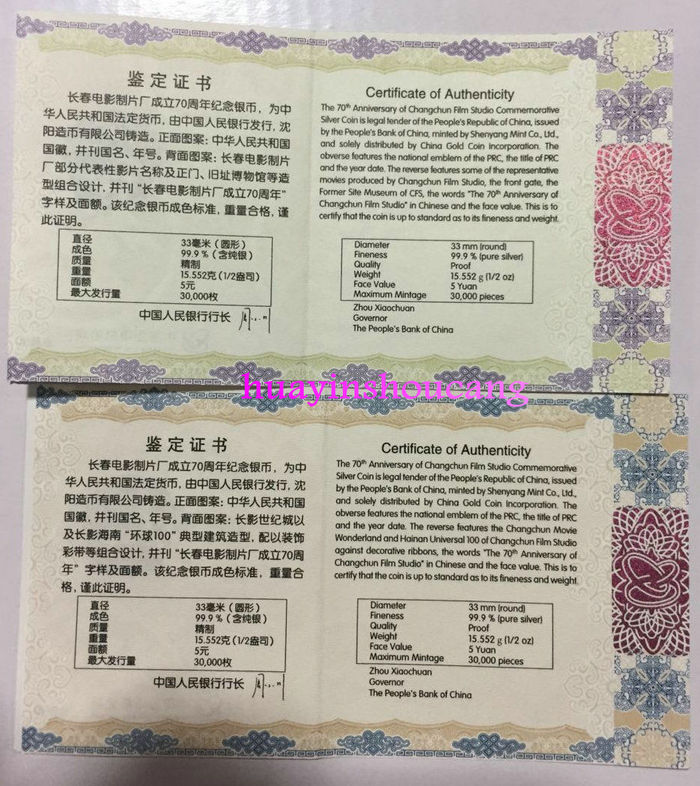 鉴定证书
长春电影制片厂成立70周年纪念银币，为中
华人民共和国法定货币，由中国人民银行发行，沈
阳造币有限公司铸造。正面图案：中华人民共和国
国徽，并刊国名、年号。背面图案：长春电影制片
厂部分代表性影片名称及正门、旧址博物馆等造
型组合设计，并刊“长春电影制片厂成立70周年”
字样及面额。该纪念银币成色标准，重量合格，谨
此证明。
直径 33毫米（圆形）
成色 99.9％（含纯银）
质量 精制
重量 15.552克(1/2盎司)
面额 5元
最大发行量 30,000枚
中国人民银行行长
Certificate of Authenticity
The 70th Anniversary of Changchun Film Studio Commemorative
Silver Coin is legal tender of the People's Republic of China, issued
by the People's Bank of China, minted by Shenyang Mint Co., Ltd.,
and solely distributed by China Gold Coin Incorporation. The
obverse features the national emblem of the PRC, the title of PRC
and the year date. The reverse features some of the representative
movies produced by Changchun Film Studio, the front gate, the
Former Site Museum of CFS, the words "The 70th Anniversary of
Changchun Film Studio" in Chinese and the face value. This is to
certify that the coin is up to standard as to its fineness and weight.
Diameter 33 mm (round)
Fineness 99.9 % (pure silver)
Quality Proof
Weight 15.552 g (1/2 oz)
Face Value 5 Yuan
Maximum Mintage 30,000 pieces
Zhou Xiaochuan
Governor
The People's Bank of China
huayinshoucang
鉴定证书
长春电影制片厂成立70周年纪念银币，为中
华人民共和国法定货币，由中国人民银行发行，沈
阳造币有限公司铸造。正面图案：中华人民共和国
国徽，并刊国名、年号。背面图案：长影世纪城以
及长影海南“环球100”典型建筑造型，配以装饰
彩带等组合设计，并刊“长春电影制片厂成立70周
年”字样及面额。该纪念银币成色标准，重量合
格，谨此证明。
直径 33毫米（圆形）
成色 99.9％（含纯银）
质量 精制
重量 15.552克(1/2盎司)
面额 5元
最大发行量 30,000枚
中国人民银行行长
Certificate of Authenticity
The 70th Anniversary of Changchun Film Studio Commemorative
Silver Coin is legal tender of the People's Republic of China, issued
by the People's Bank of China, minted by Shenyang Mint Co., Ltd.,
and solely distributed by China Gold Coin Incorporation. The
obverse features the national emblem of the PRC, the title of PRC
and the year date. The reverse features the Changchun Movie
Wonderland and Hainan Universal 100 of Changchun Film Studio
against decorative ribbons, the words "The 70th Anniversary of
Changchun Film Studio" in Chinese and the face value. This is to
certify that the coin is up to standard as to its fineness and weight.
Diameter 33 mm (round)
Fineness 99.9 % (pure silver)
Quality Proof
Weight 15.552 g (1/2 oz)
Face Value 5 Yuan
Maximum Mintage 30,000 pieces
Zhou Xiaochuan
Governor
The People's Bank of China